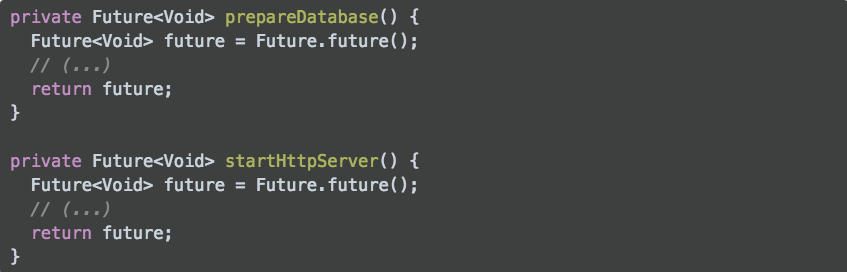 private Future<Void> prepareDatabase() {
  Future<Void> future = Future.future();
  // (...)
  return future;
}

private Future<Void> startHttpServer() {
  Future<Void> future = Future.future();
  // (...)
  return future;
}